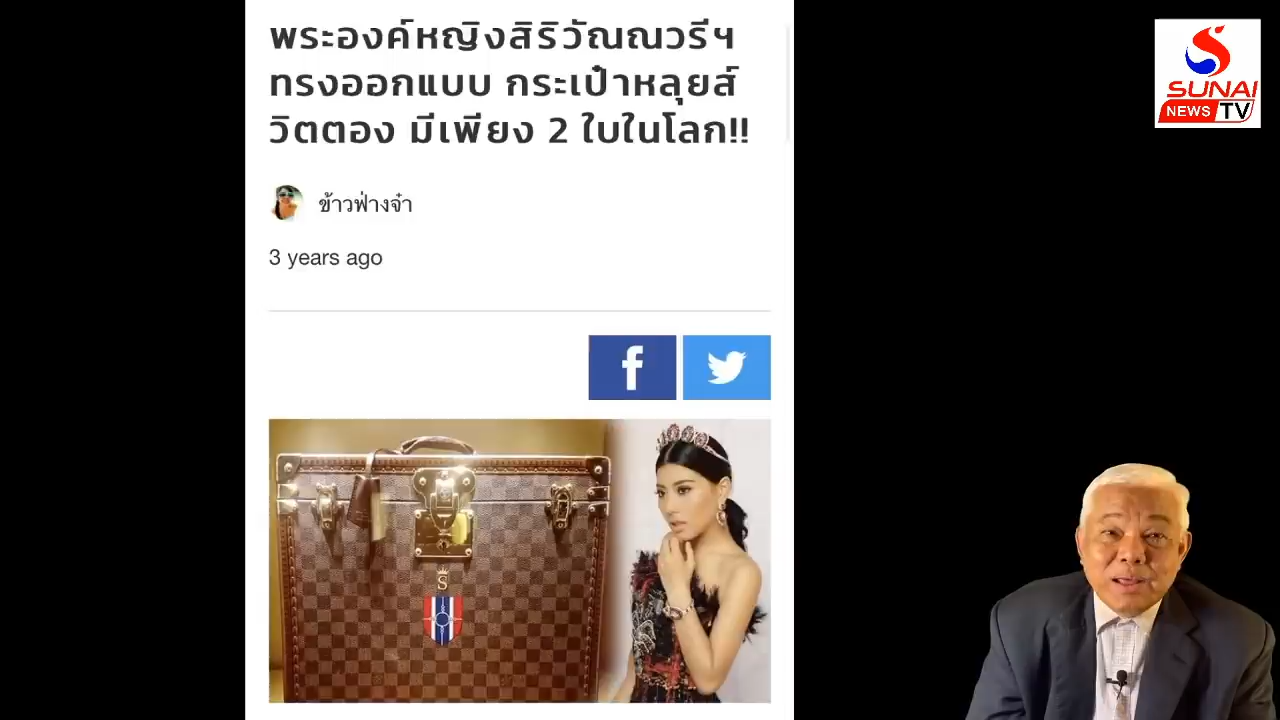 พระองค์หญิงสิริวัณณวรีฯ
ทรงออกแบบ กระเป๋าหลุยส์
วิตตอง มีเพียง 2 ใบในโลก!!
ข้าวฟ่างจ๋า
3 years ago
S
SUNAI
NEWS TV